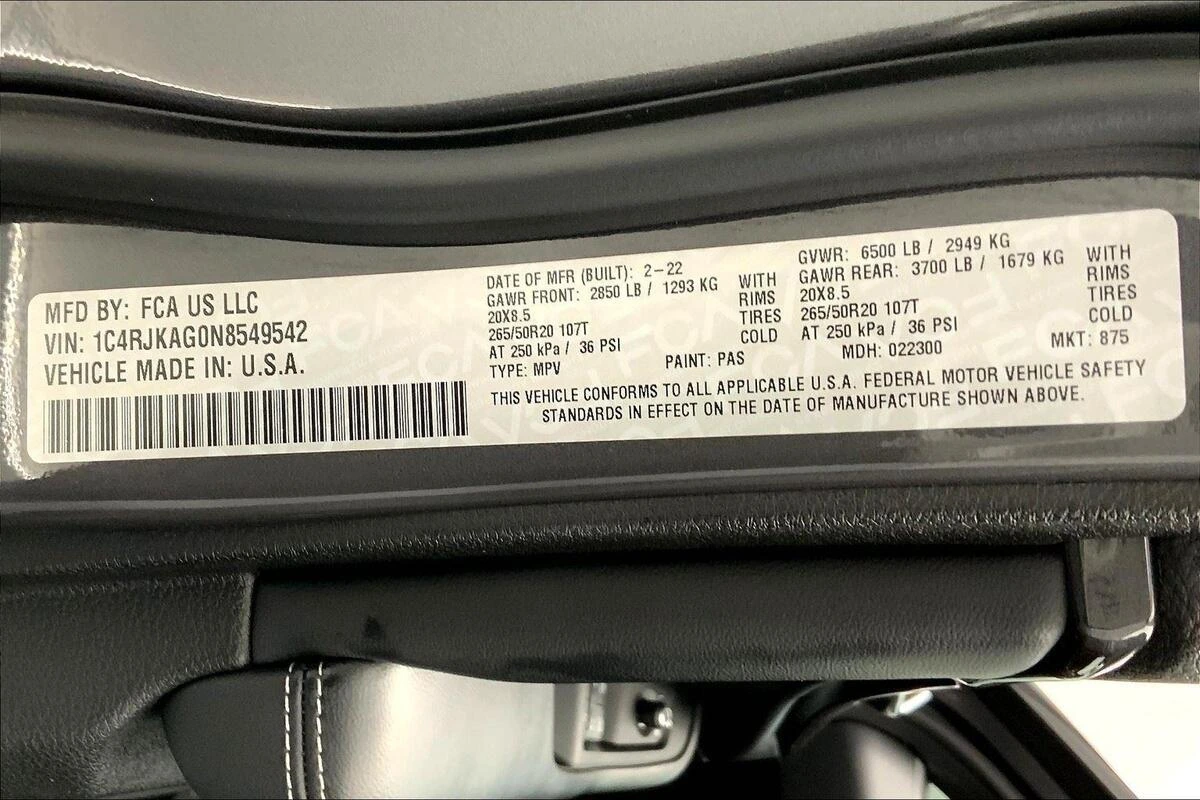 MFD BY: FCA US LLC
VIN: 1C4RJKAG0N8549542
VEHICLE MADE IN: U.S.A.
DATE OF MFR (BUILT): 2-22
GAWR FRONT: 2850 LB / 1293 KG WITH
20X8.5 RIMS
265/50R20 107T TIRES
AT 250 kPa / 36 PSI COLD
TYPE: MPV PAINT: PAS
GVWR: 6500 LB / 2949 KG
GAWR REAR: 3700 LB / 1679 KG WITH
20X8.5 RIMS
265/50R20 107T TIRES
AT 250 kPa / 36 PSI COLD
MDH: 022300 MKT: 875
THIS VEHICLE CONFORMS TO ALL APPLICABLE U.S.A. FEDERAL MOTOR VEHICLE SAFETY
STANDARDS IN EFFECT ON THE DATE OF MANUFACTURE SHOWN ABOVE.